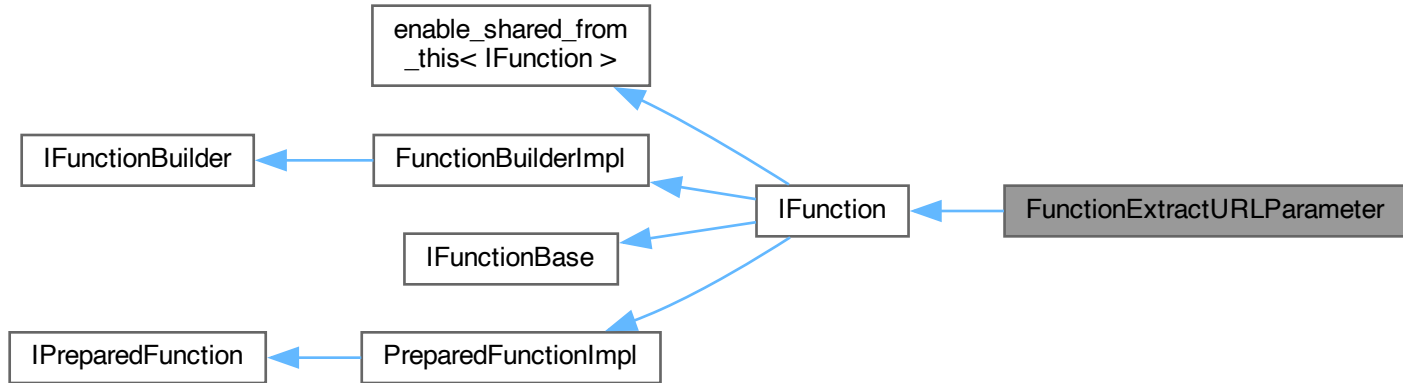 enable_shared_from
_this< IFunction >
IFunctionBuilder
FunctionBuilderImpl
IFunction
FunctionExtractURLParameter
IFunctionBase
IPreparedFunction
PreparedFunctionImpl